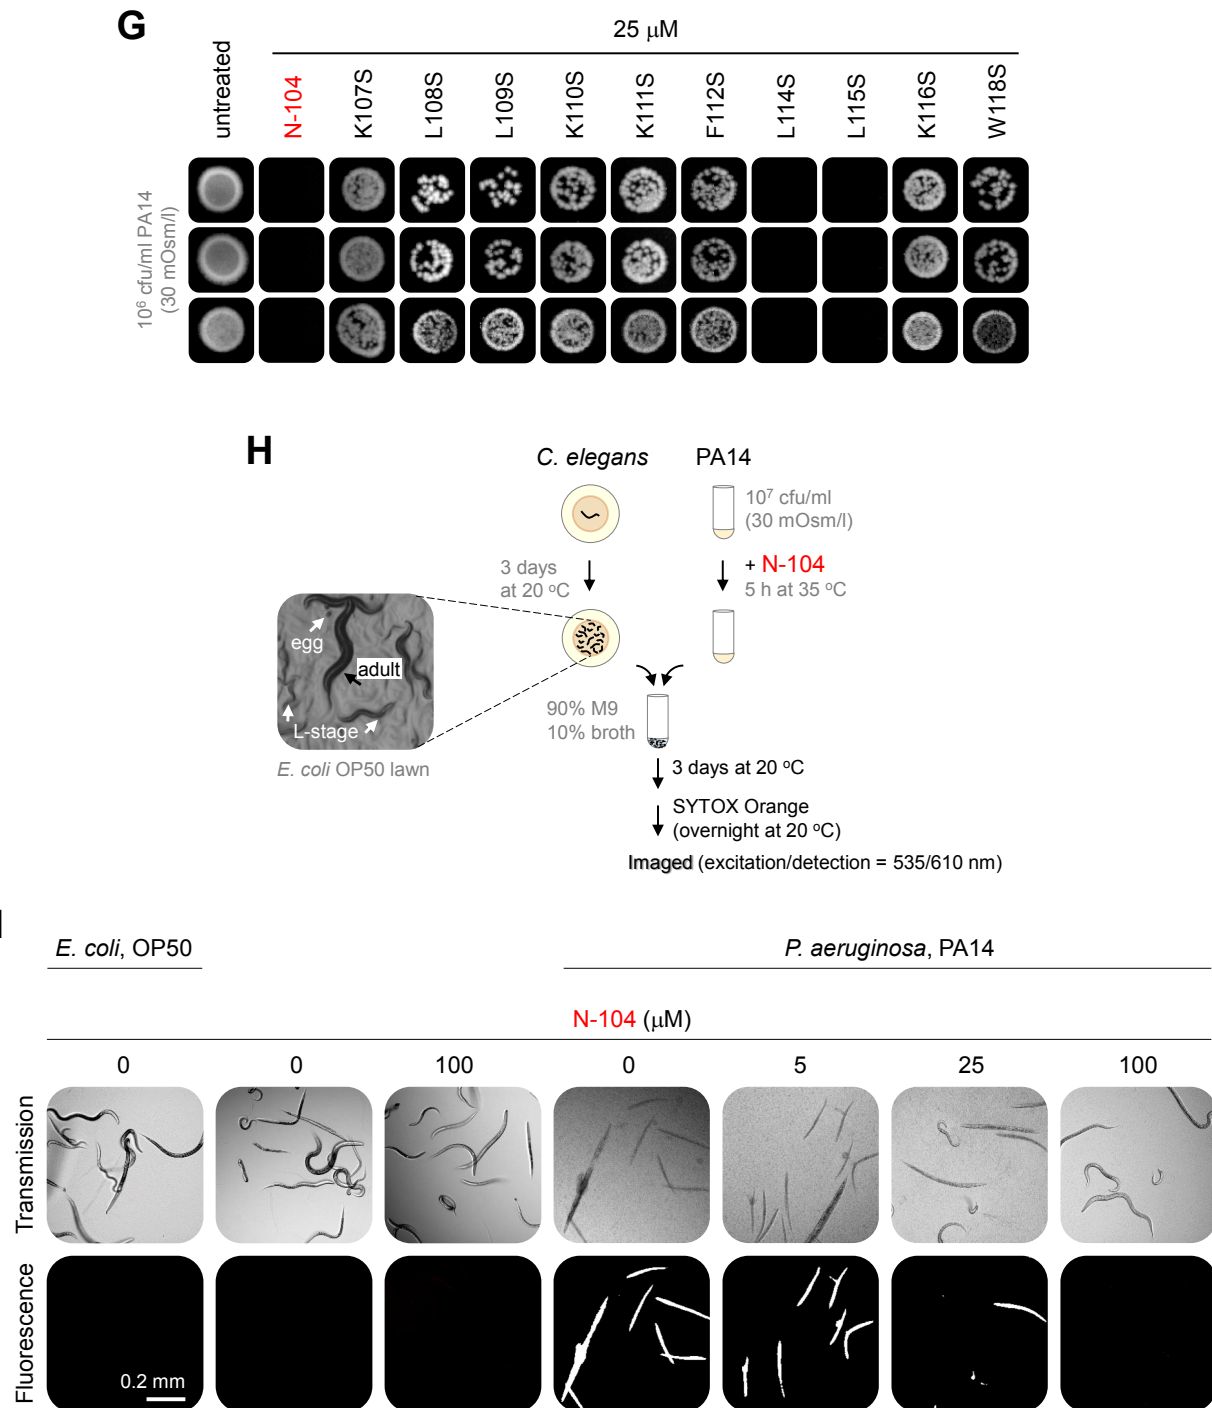 G
25 μM
untreated
N-104
K107S
L108S
L109S
K110S
K111S
F112S
L114S
L115S
K116S
W118S
10⁶ cfu/ml PA14
(30 mOsm/l)
H
C. elegans
PA14
10⁷ cfu/ml
(30 mOsm/l)
3 days
at 20 ᵒC
+ N-104
5 h at 35 ᵒC
egg
adult
L-stage
E. coli OP50 lawn
90% M9
10% broth
3 days at 20 ᵒC
SYTOX Orange
(overnight at 20 ᵒC)
Imaged (excitation/detection = 535/610 nm)
E. coli, OP50
P. aeruginosa, PA14
N-104 (μM)
0 0 100 0 5 25 100
Transmission
Fluorescence
0.2 mm